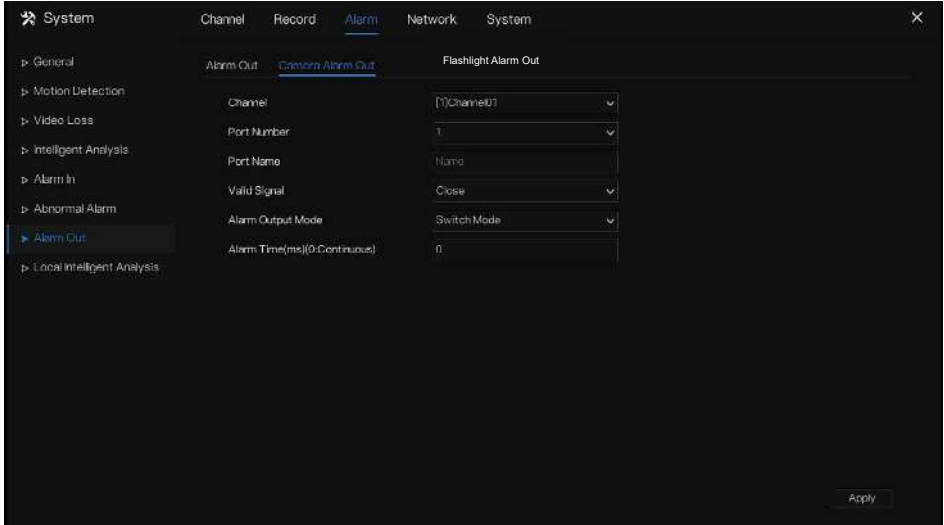 System
Channel Record Alarm Network System
General
Motion Detection
Video Loss
Intelligent Analysis
Alarm In
Abnormal Alarm
Alarm Out
Local Intelligent Analysis
Alarm Out Camera Alarm Out Flashlight Alarm Out
Channel [1]Channel01
Port Number 1
Port Name Name
Valid Signal Close
Alarm Output Mode Switch Mode
Alarm Time(ms)(0:Continuous) 0
Apply